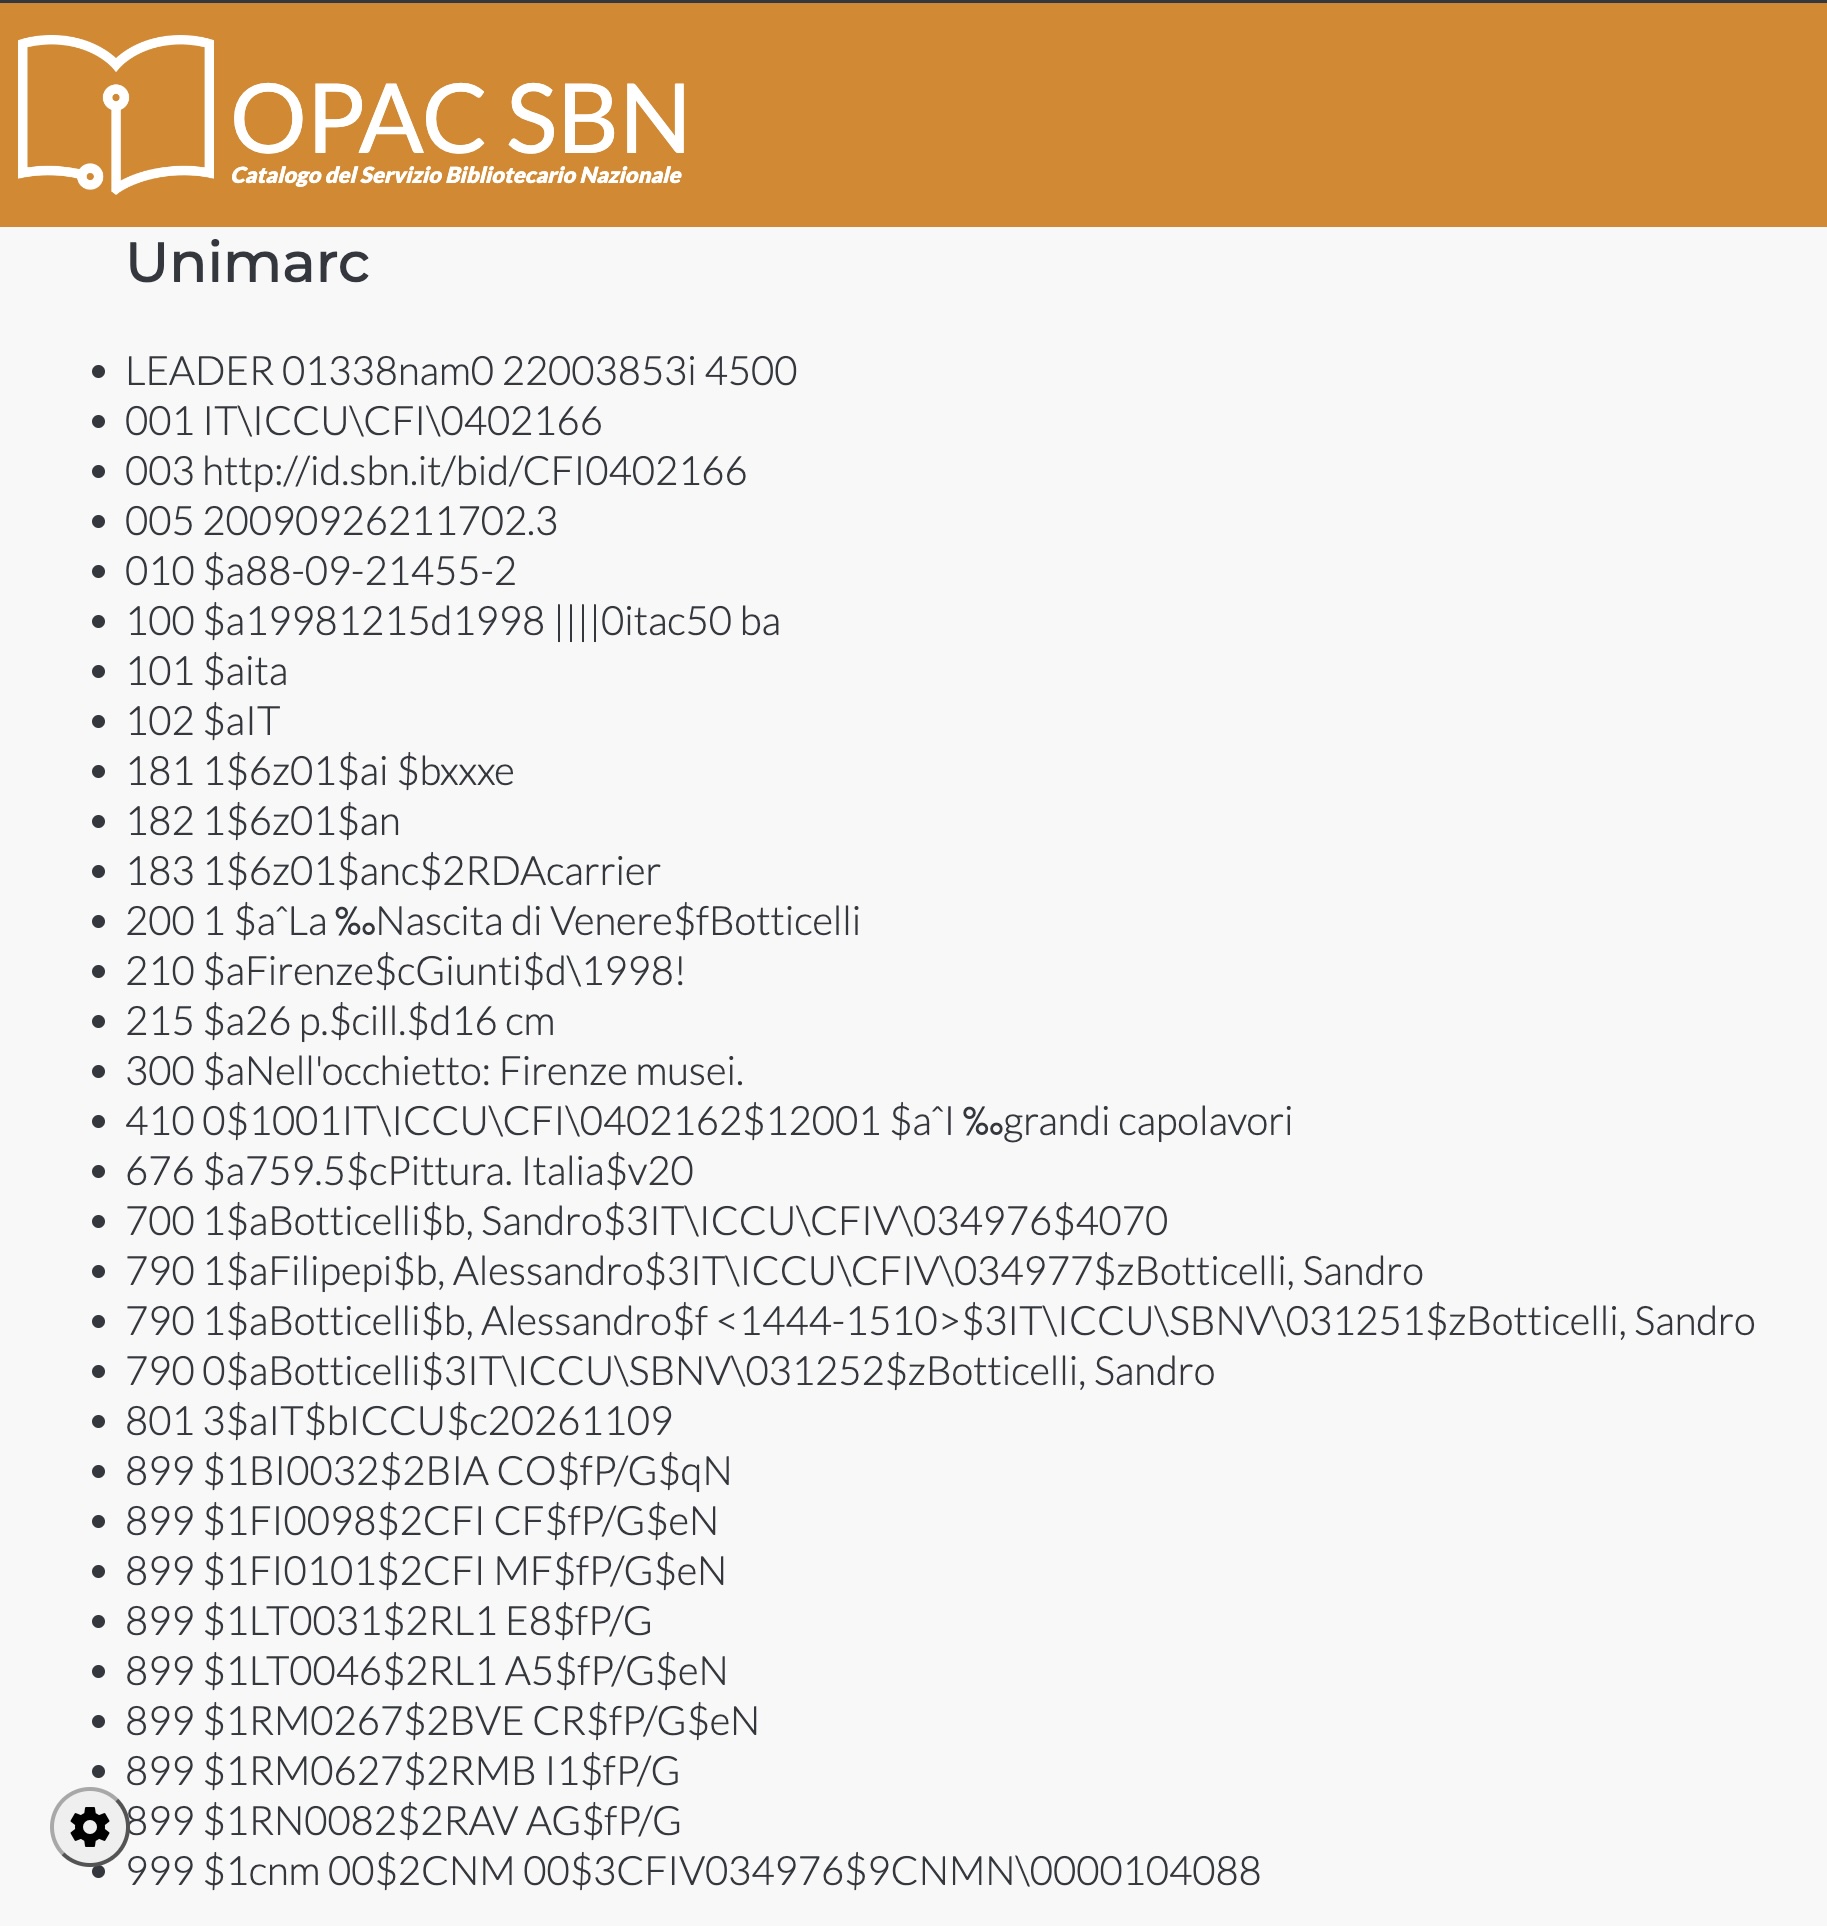 OPAC SBN
Catalogo del Servizio Bibliotecario Nazionale
Unimarc
LEADER 01338nam0 22003853i 4500
001 IT\ICCU\CFI\0402166
003 http://id.sbn.it/bid/CFI0402166
005 20090926211702.3
010 $a88-09-21455-2
100 $a19981215d1998 ||||0itac50 ba
101 $aita
102 $aIT
181 1$6z01$ai $bxxxe
182 1$6z01$an
183 1$6z01$anc$2RDAcarrier
200 1 $aˆLa ‰Nascita di Venere$fBotticelli
210 $aFirenze$cGiunti$d\1998!
215 $a26 p.$cill.$d16 cm
300 $aNell'occhietto: Firenze musei.
410 0$1001IT\ICCU\CFI\0402162$12001 $aˆI ‰grandi capolavori
676 $a759.5$cPittura. Italia$v20
700 1$aBotticelli$b, Sandro$3IT\ICCU\CFIV\034976$4070
790 1$aFilipepi$b, Alessandro$3IT\ICCU\CFIV\034977$zBotticelli, Sandro
790 1$aBotticelli$b, Alessandro$f <1444-1510>$3IT\ICCU\SBNV\031251$zBotticelli, Sandro
790 0$aBotticelli$3IT\ICCU\SBNV\031252$zBotticelli, Sandro
801 3$aIT$bICCU$c20261109
899 $1BI0032$2BIA CO$fP/G$qN
899 $1FI0098$2CFI CF$fP/G$eN
899 $1FI0101$2CFI MF$fP/G$eN
899 $1LT0031$2RL1 E8$fP/G
899 $1LT0046$2RL1 A5$fP/G$eN
899 $1RM0267$2BVE CR$fP/G$eN
899 $1RM0627$2RMB I1$fP/G
899 $1RN0082$2RAV AG$fP/G
999 $1cnm 00$2CNM 00$3CFIV034976$9CNMN\0000104088